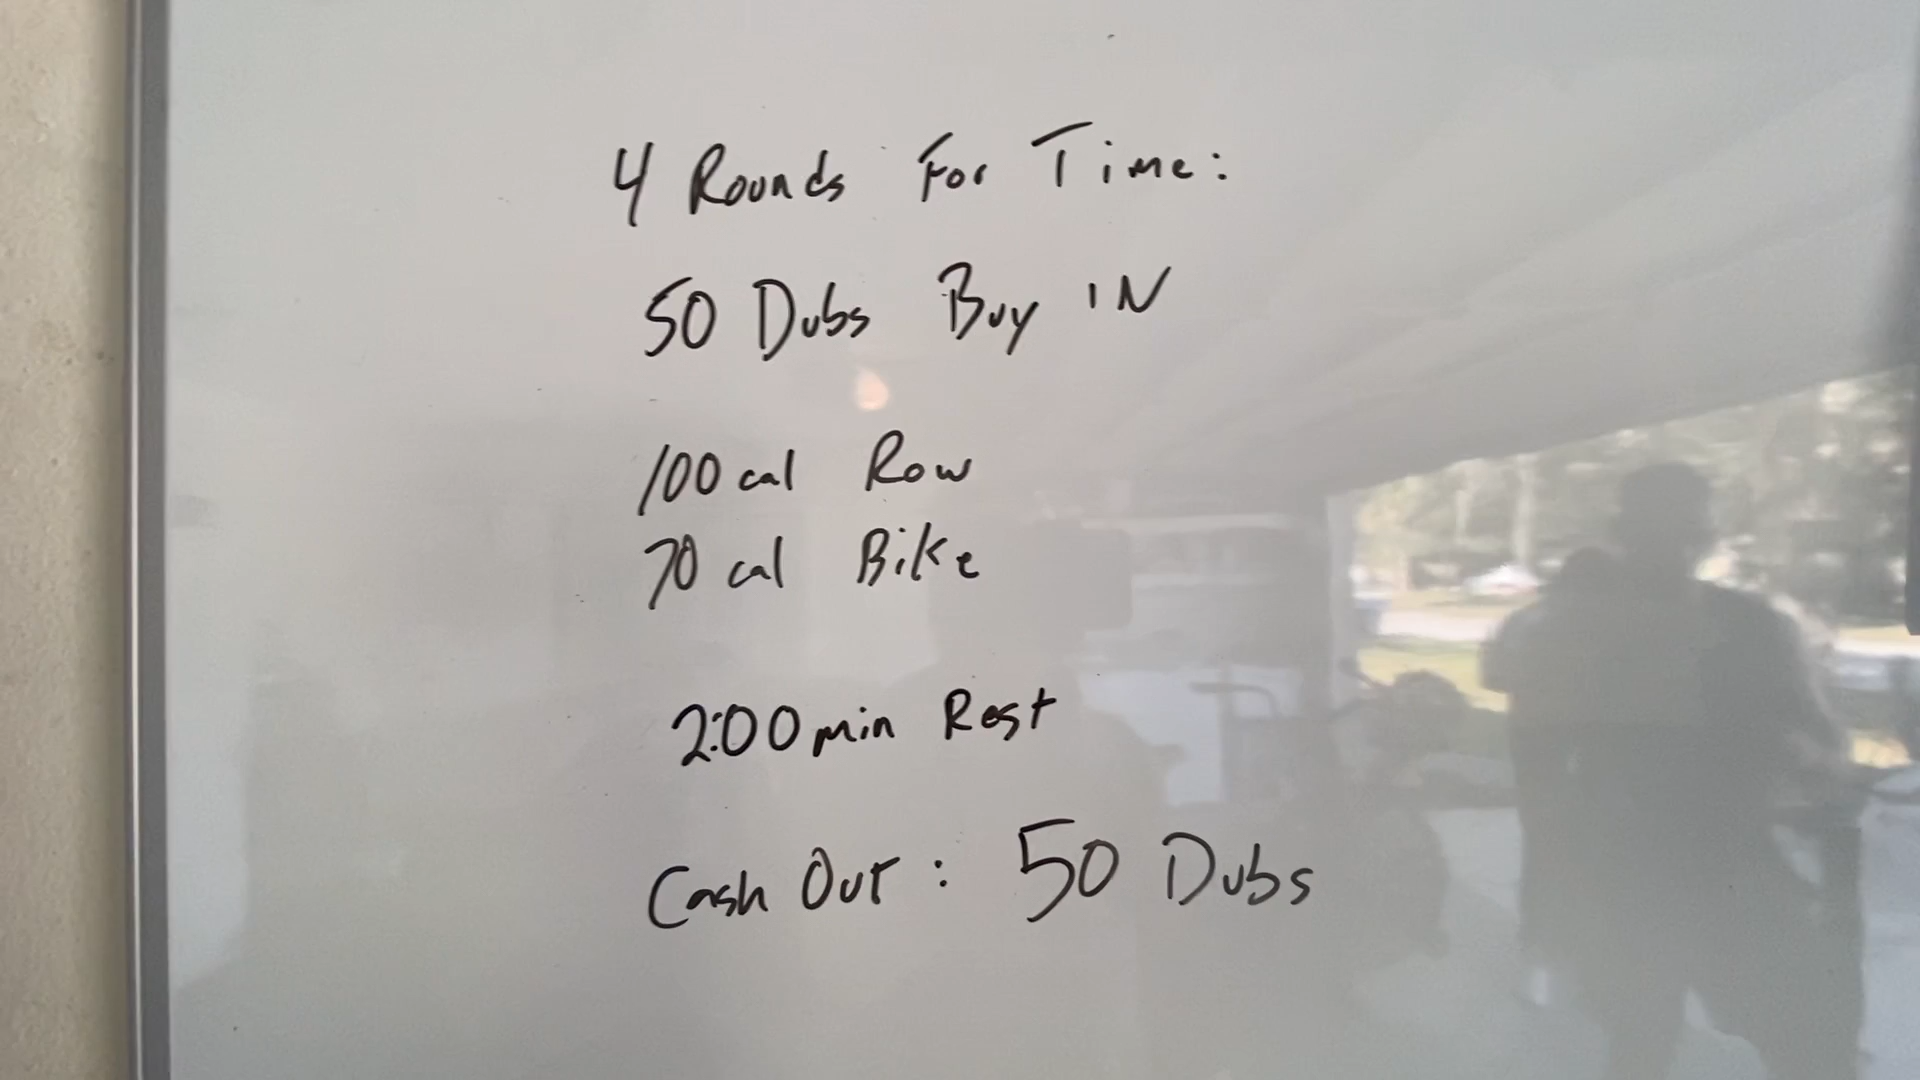 4 Rounds For Time:
50 Dubs Buy IN
100 cal Row
70 cal Bike
2:00 min Rest
Cash Out: 50 Dubs